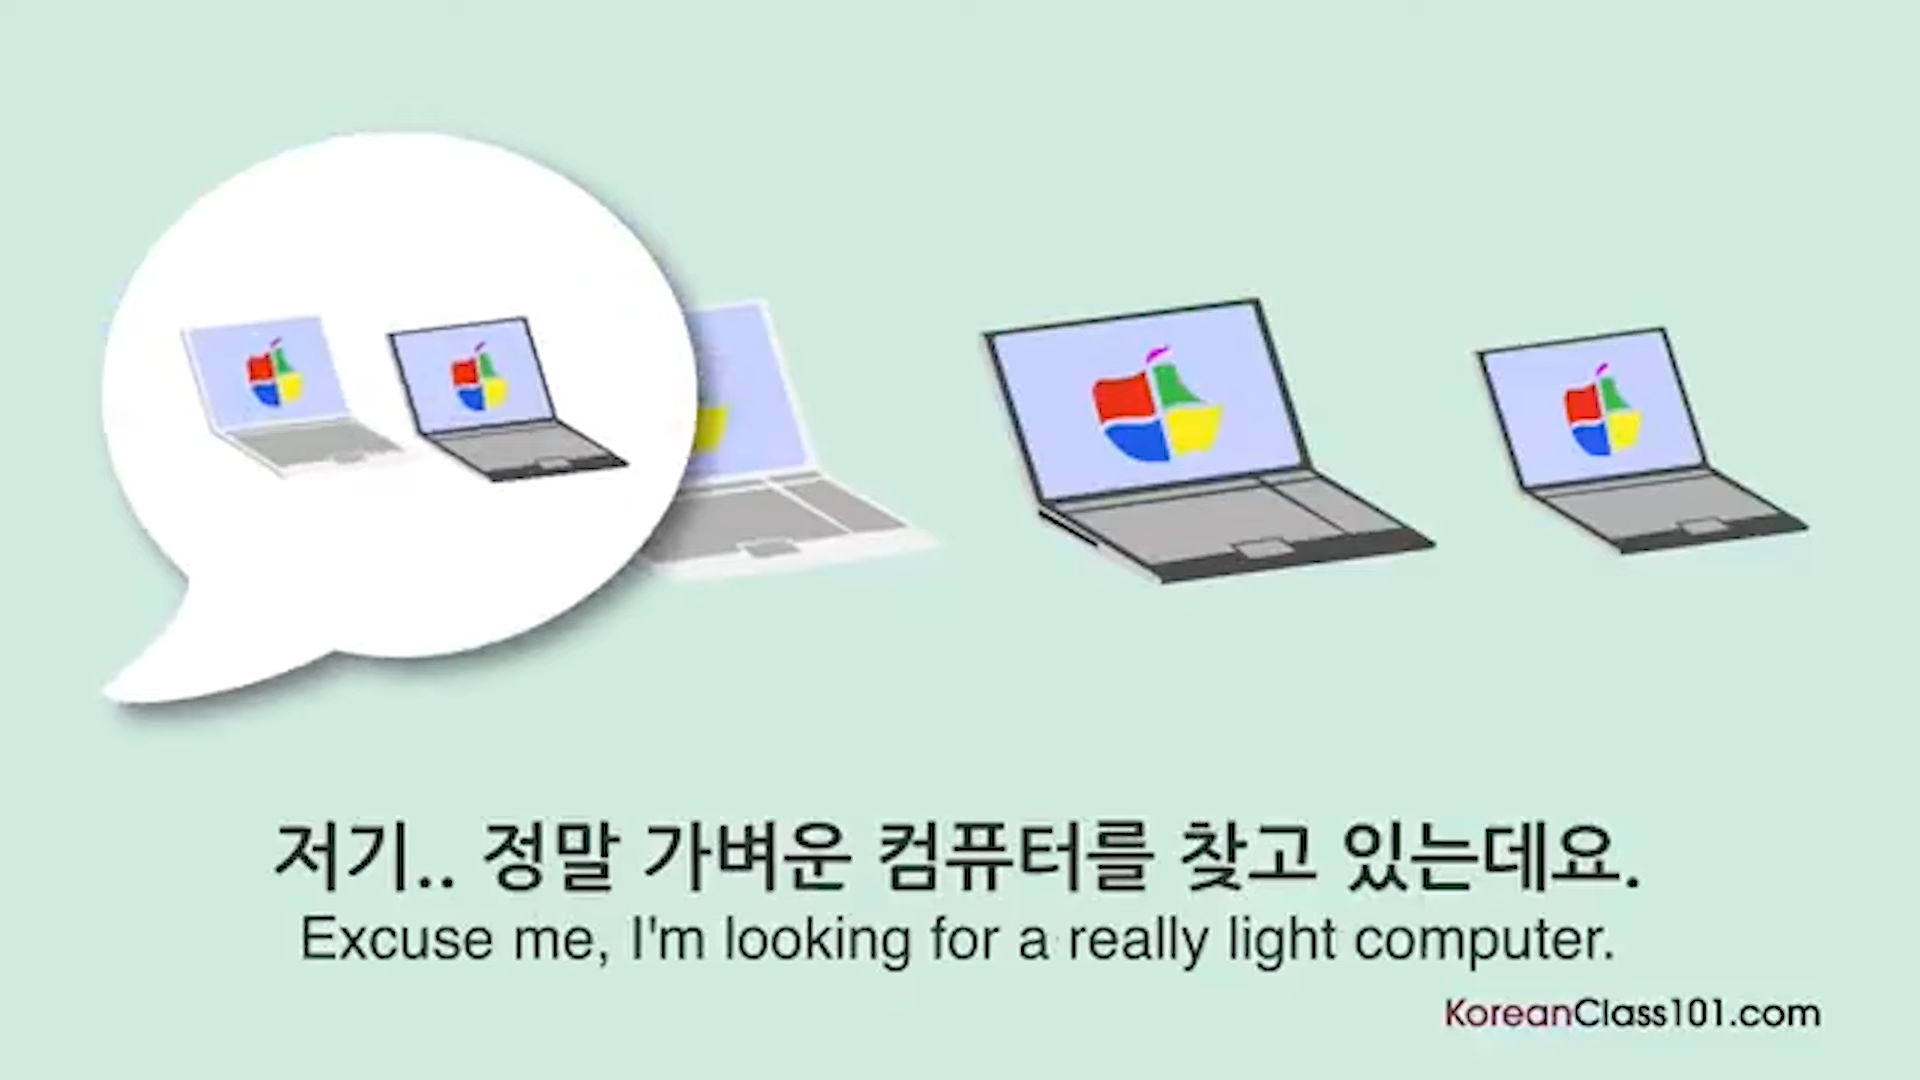 저기.. 정말 가벼운 컴퓨터를 찾고 있는데요.
Excuse me, I'm looking for a really light computer.
KoreanClass101.com